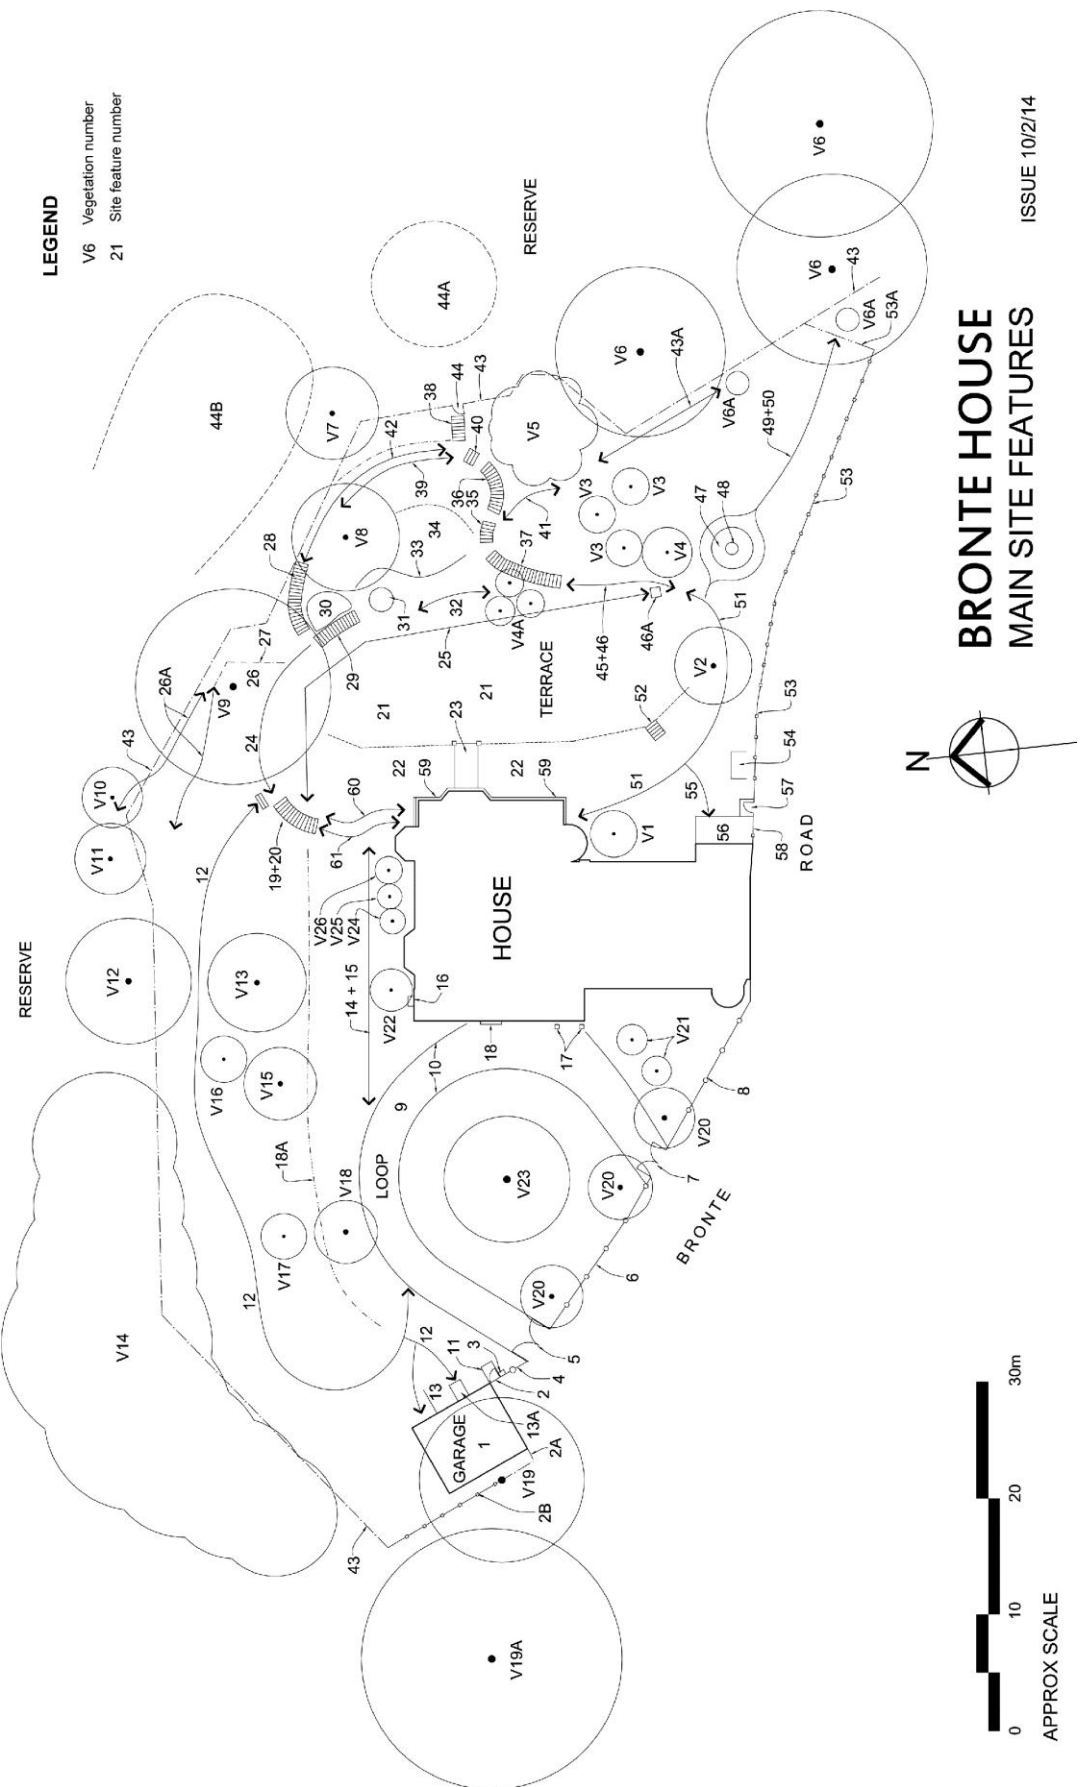 LEGEND
V6 Vegetation number
21 Site feature number
RESERVE
RESERVE
V14
V12
V11
V10
43
26A
V9
26
27
28
44B
V7
44A
12
12
V16
V13
V15
V17
18A
V18
19+20
24
29
30
31
V8
42
39
33
34
38
44
43
40
36
35
41
V5
37
32
25
V4A
TERRACE
21
21
22
22
23
59
59
60
61
V26
V25
V24
14 + 15
V22
16
HOUSE
18
17
10
9
LOOP
V23
V21
V20
V20
V20
8
7
6
5
4
3
2
11
12
13
13A
GARAGE
1
2A
2B
V19
V19A
43
BRONTE
ROAD
V1
V2
51
51
52
55
56
57
58
54
53
53
45+46
46A
V3
V3
V3
V4
47
48
49+50
V6
43A
V6A
V6A
53A
43
V6
V6
N
0
10
20
30m
APPROX SCALE
BRONTE HOUSE
MAIN SITE FEATURES
ISSUE 10/2/14